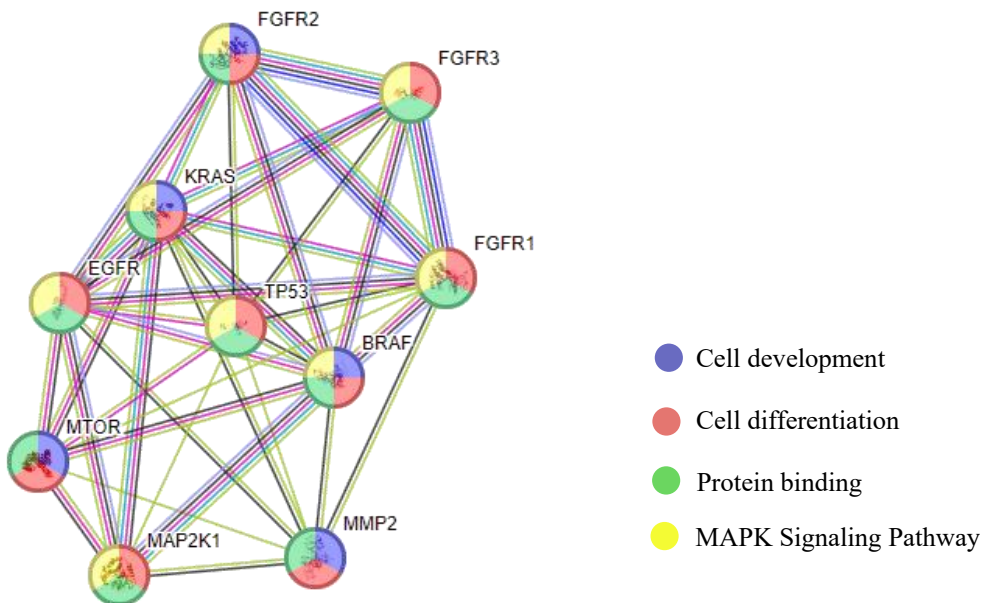 FGFR2
FGFR3
KRAS
FGFR1
EGFR
TP53
BRAF
MTOR
MAP2K1
MMP2
Cell development
Cell differentiation
Protein binding
MAPK Signaling Pathway